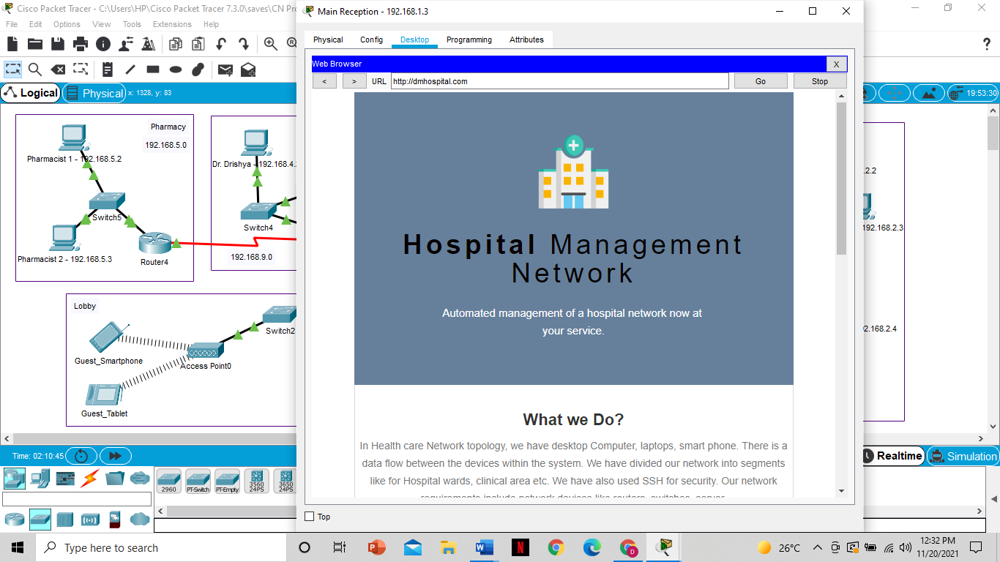 Cisco Packet Tracer - C:\Users\HP\Cisco Packet Tracer 7.3.0\saves\CN Pro
File Edit Options View Tools Extensions Help
Logical
Physical
x: 1328, y: 83
19:53:30
Pharmacy
192.168.5.0
Pharmacist 1 - 192.168.5.2
Switch5
Pharmacist 2 - 192.168.5.3
Router4
Dr. Drishya - 192.168.4.
Switch4
192.168.9.0
Lobby
Switch2
Guest_Smartphone
Access Point0
Guest_Tablet
.2.2
192.168.2.3
2.168.2.4
Main Reception - 192.168.1.3
Physical Config Desktop Programming Attributes
Web Browser
X
< > URL http://dmhospital.com Go Stop
Hospital Management
Network
Automated management of a hospital network now at
your service.
What we Do?
In Health care Network topology, we have desktop Computer, laptops, smart phone. There is a
data flow between the devices within the system. We have divided our network into segments
like for Hospital wards, clinical area etc. We have also used SSH for security. Our network
requirements include network devices like routers, switches, server
Top
Time: 02:10:45
Realtime
Simulation
2960
PT-Switch
PT-Empty
3560
24PS
3650
24PS
Type here to search
26°C
12:32 PM
11/20/2021